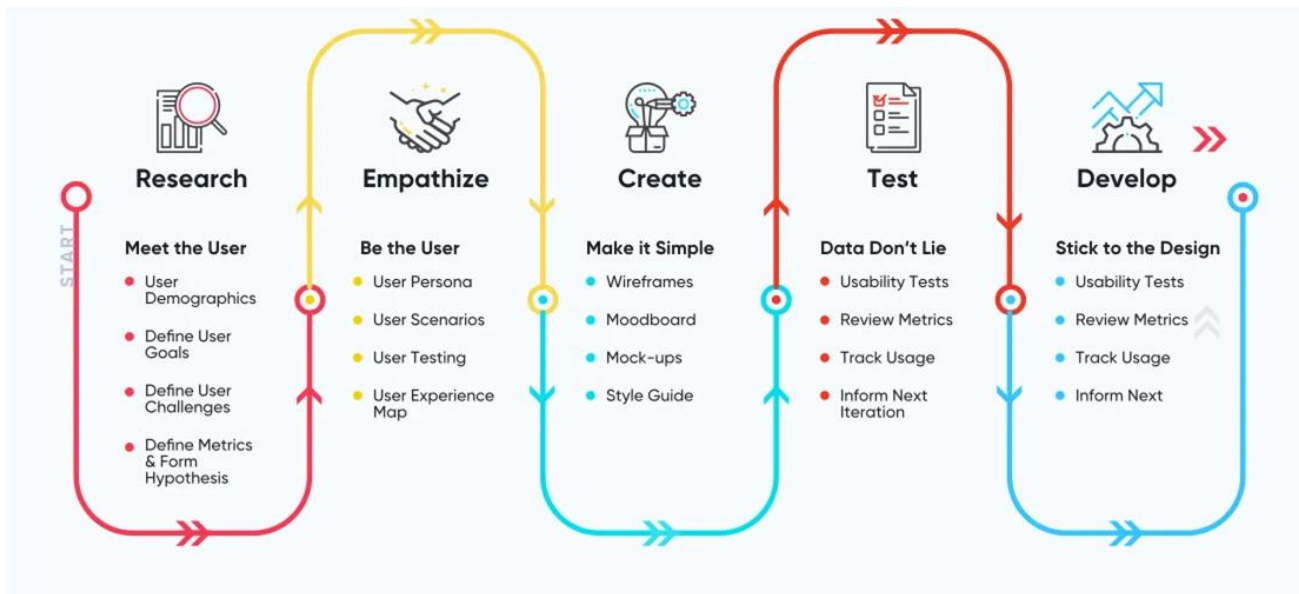 START
Research
Meet the User
User
Demographics
Define User
Goals
Define User
Challenges
Define Metrics
& Form
Hypothesis
Empathize
Be the User
User Persona
User Scenarios
User Testing
User Experience
Map
Create
Make it Simple
Wireframes
Moodboard
Mock-ups
Style Guide
Test
Data Don’t Lie
Usability Tests
Review Metrics
Track Usage
Inform Next
Iteration
Develop
Stick to the Design
Usability Tests
Review Metrics
Track Usage
Inform Next